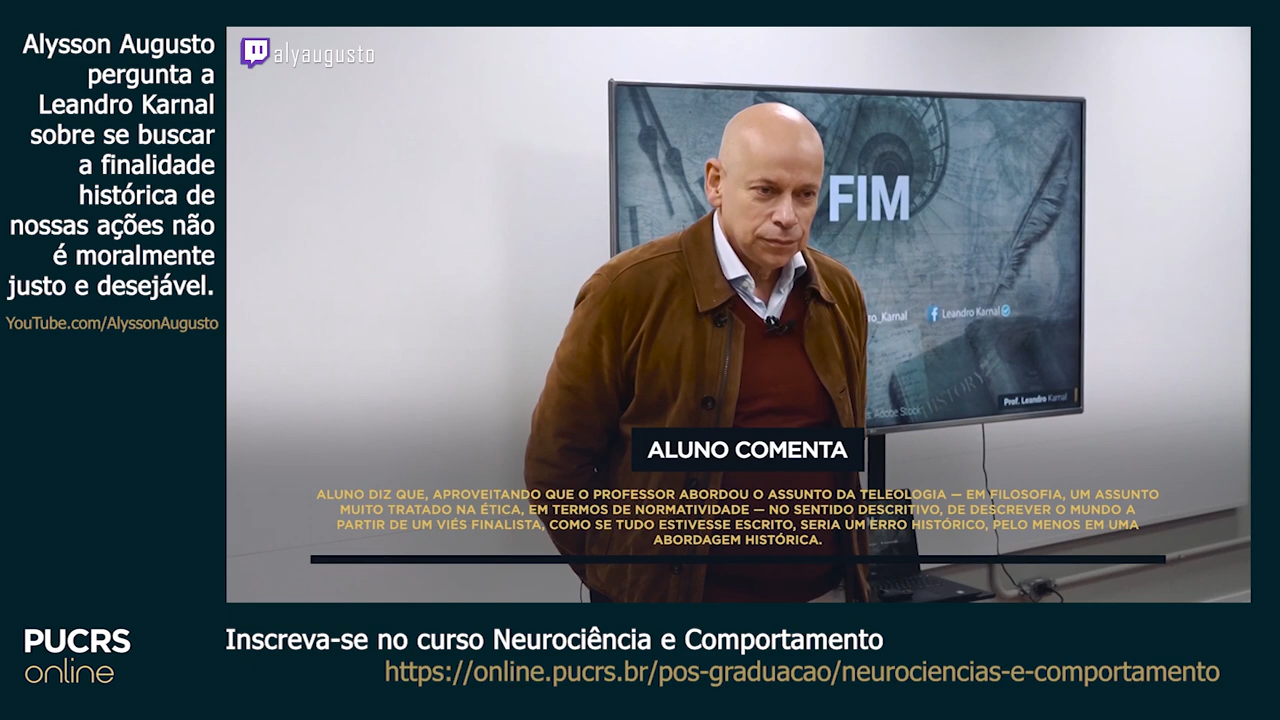 Alysson Augusto
pergunta a
Leandro Karnal
sobre se buscar
a finalidade
histórica de
nossas ações não
é moralmente
justo e desejável.
YouTube.com/AlyssonAugusto
alyaugusto
FIM
ro_Karnal
Leandro Karnal
HISTORY
Adobe Stock
Prof. Leandro Karnal
ALUNO COMENTA
ALUNO DIZ QUE, APROVEITANDO QUE O PROFESSOR ABORDOU O ASSUNTO DA TELEOLOGIA — EM FILOSOFIA, UM ASSUNTO
MUITO TRATADO NA ÉTICA, EM TERMOS DE NORMATIVIDADE — NO SENTIDO DESCRITIVO, DE DESCREVER O MUNDO A
PARTIR DE UM VIÉS FINALISTA, COMO SE TUDO ESTIVESSE ESCRITO, SERIA UM ERRO HISTÓRICO, PELO MENOS EM UMA
ABORDAGEM HISTÓRICA.
PUCRS
online
Inscreva-se no curso Neurociência e Comportamento
https://online.pucrs.br/pos-graduacao/neurociencias-e-comportamento